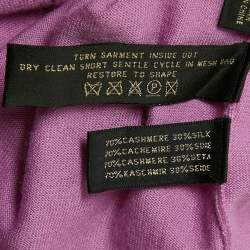 TURN GARMENT INSIDE OUT
DRY CLEAN SHORT GENTLE CYCLE IN MESH BAG
RESTORE TO SHAPE
P
70%CASHMERE 30%SILK
70%CACHEMIRE 30%SOIE
70%CASHMERE 30%SETA
70%KASCHMIR 30%SEIDE